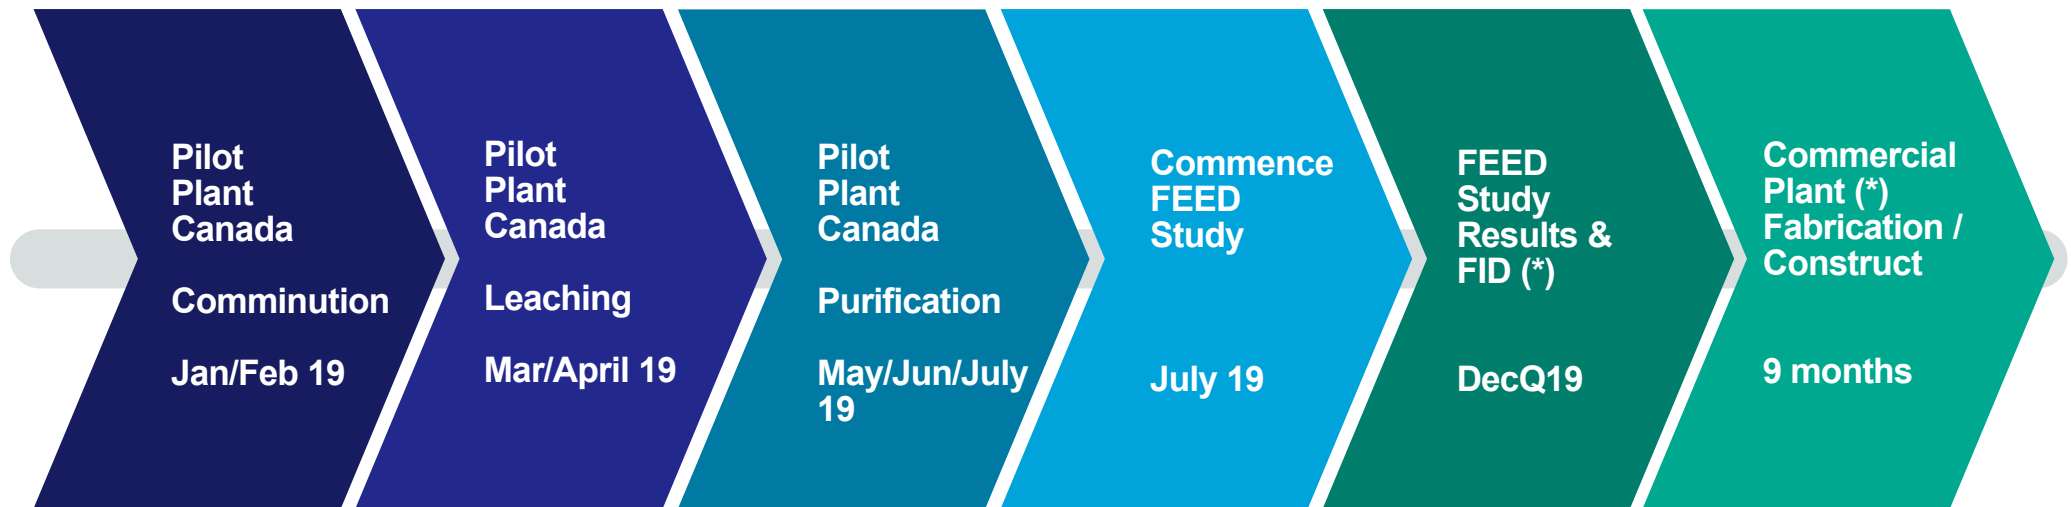 Pilot
Plant
Canada
Comminution
Jan/Feb 19
Pilot
Plant
Canada
Leaching
Mar/April 19
Pilot
Plant
Canada
Purification
May/Jun/July
19
Commence
FEED
Study
July 19
FEED
Study
Results &
FID (*)
DecQ19
Commercial
Plant (*)
Fabrication /
Construct
9 months